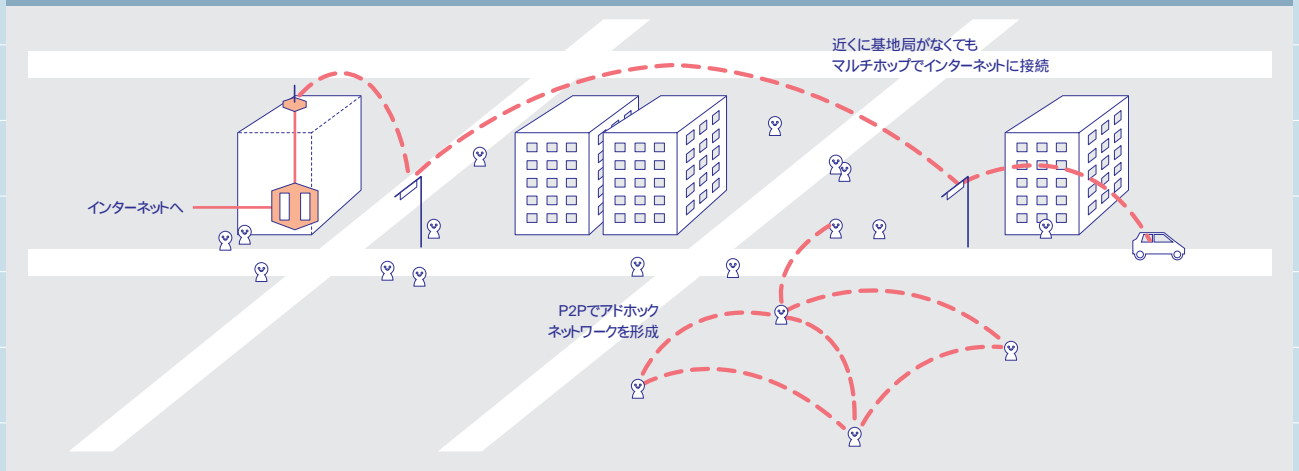 近くに基地局がなくても
マルチホップでインターネットに接続
インターネットへ
P2Pでアドホック
ネットワークを形成